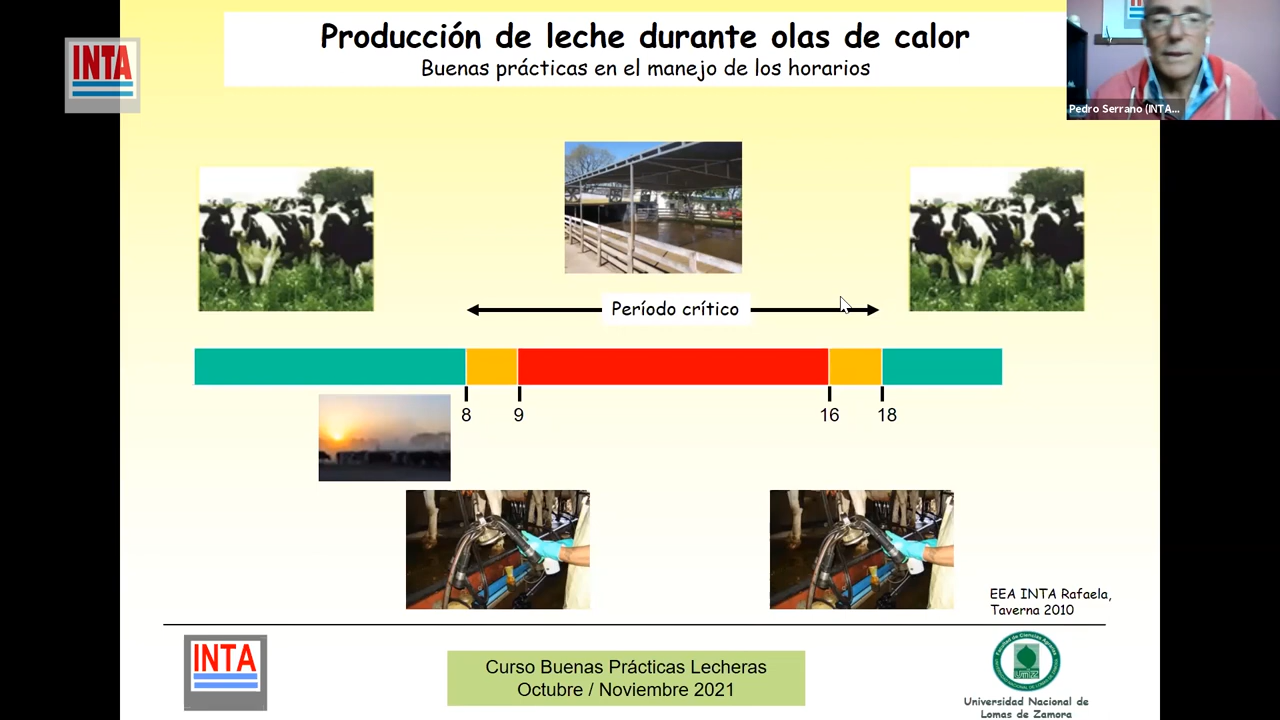 Producción de leche durante olas de calor
Buenas prácticas en el manejo de los horarios
INTA
Pedro Serrano (INTA...
Período crítico
8
9
16
18
EEA INTA Rafaela,
Taverna 2010
INTA
Curso Buenas Prácticas Lecheras
Octubre / Noviembre 2021
Universidad Nacional de
Lomas de Zamora